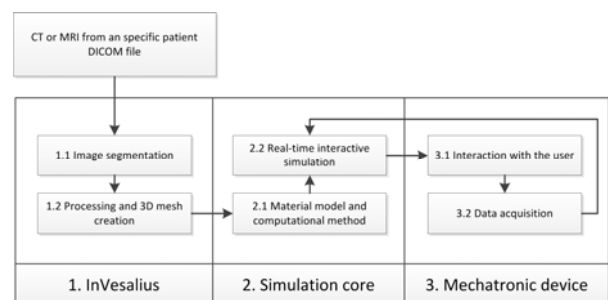 CT or MRI from an specific patient
DICOM file
1.1 Image segmentation
1.2 Processing and 3D mesh
creation
2.2 Real-time interactive
simulation
2.1 Material model and
computational method
3.1 Interaction with the user
3.2 Data acquisition
1. InVesalius
2. Simulation core
3. Mechatronic device